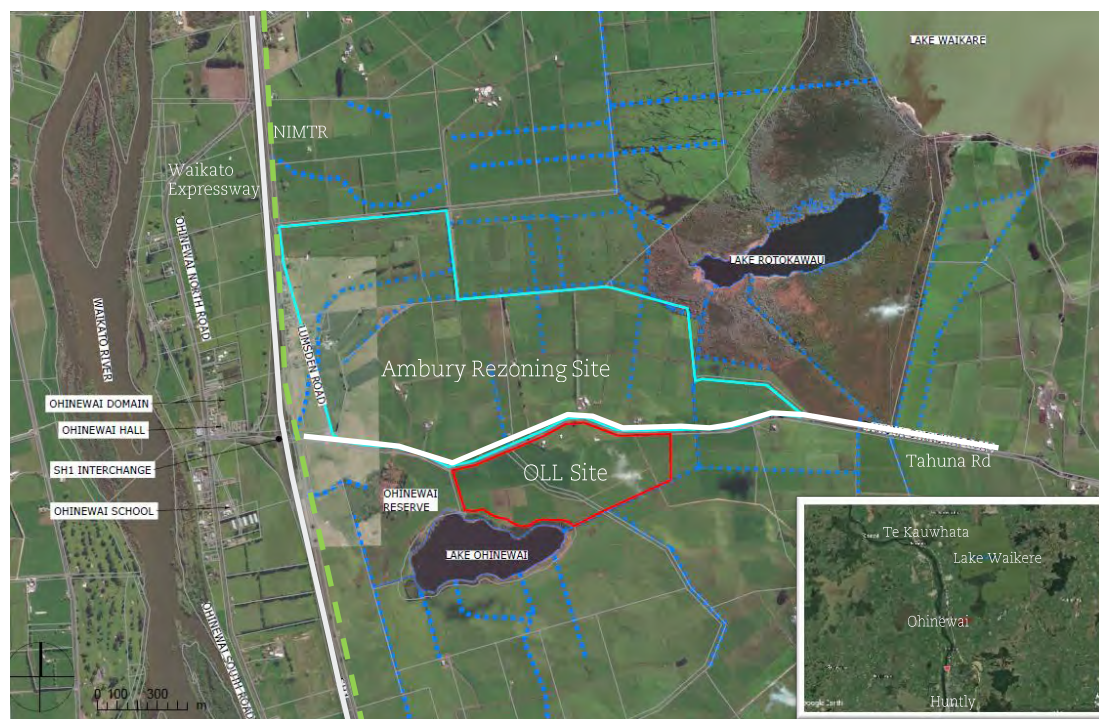 LAKE WAIKARE
NIMTR
Waikato
Expressway
OHINEWAI NORTH ROAD
LAKE ROTOKAWAU
WAIKATO RIVER
LUMSDEN ROAD
Ambury Rezoning Site
OHINEWAI DOMAIN
OHINEWAI HALL
SH1 INTERCHANGE
OHINEWAI SCHOOL
Tahuna Rd
OLL Site
OHINEWAI
RESERVE
LAKE OHINEWAI
OHINEWAI SOUTH ROAD
0 100 300
m
Te Kauwhata
Lake Waikere
Ohinewai
Huntly